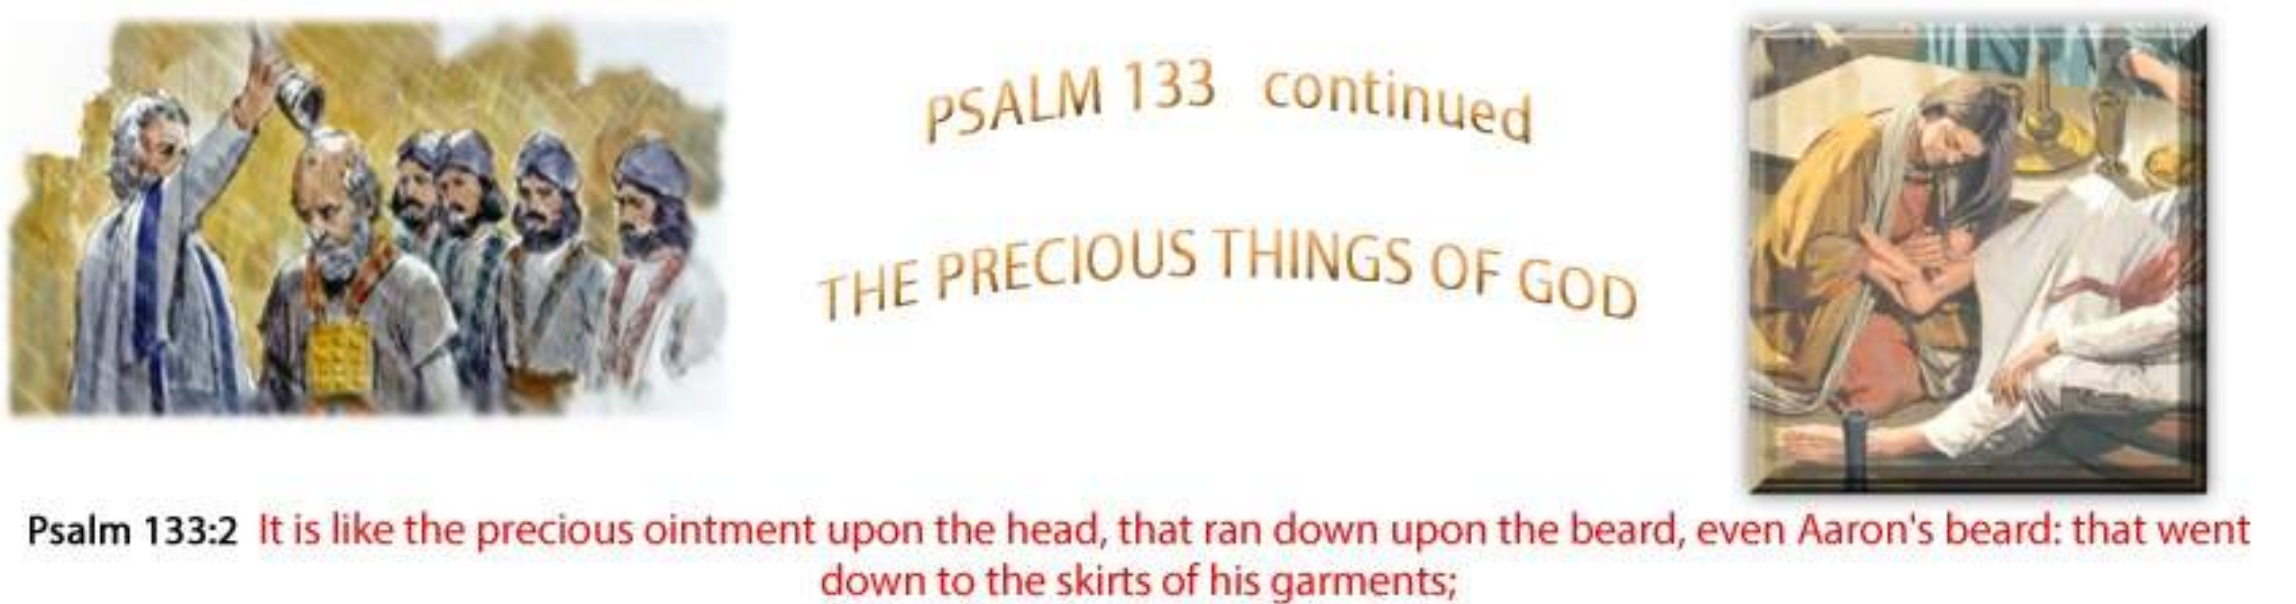 PSALM 133 continued
THE PRECIOUS THINGS OF GOD
Psalm 133:2 It is like the precious ointment upon the head, that ran down upon the beard, even Aaron's beard: that went
down to the skirts of his garments;